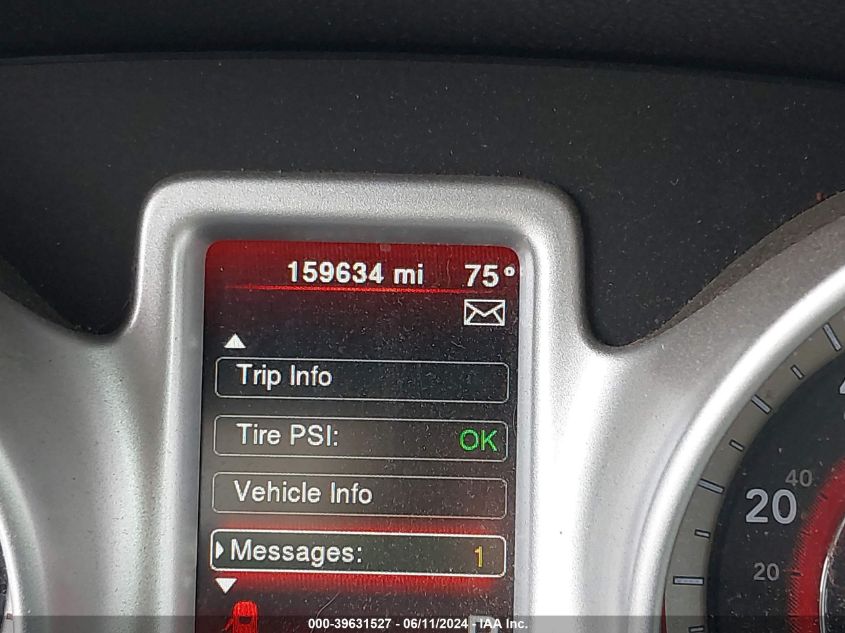 159634 mi 75°
Trip Info
Tire PSI: OK
Vehicle Info
Messages: 1
40
20
20
000-39631527 - 06/11/2024 - IAA Inc.